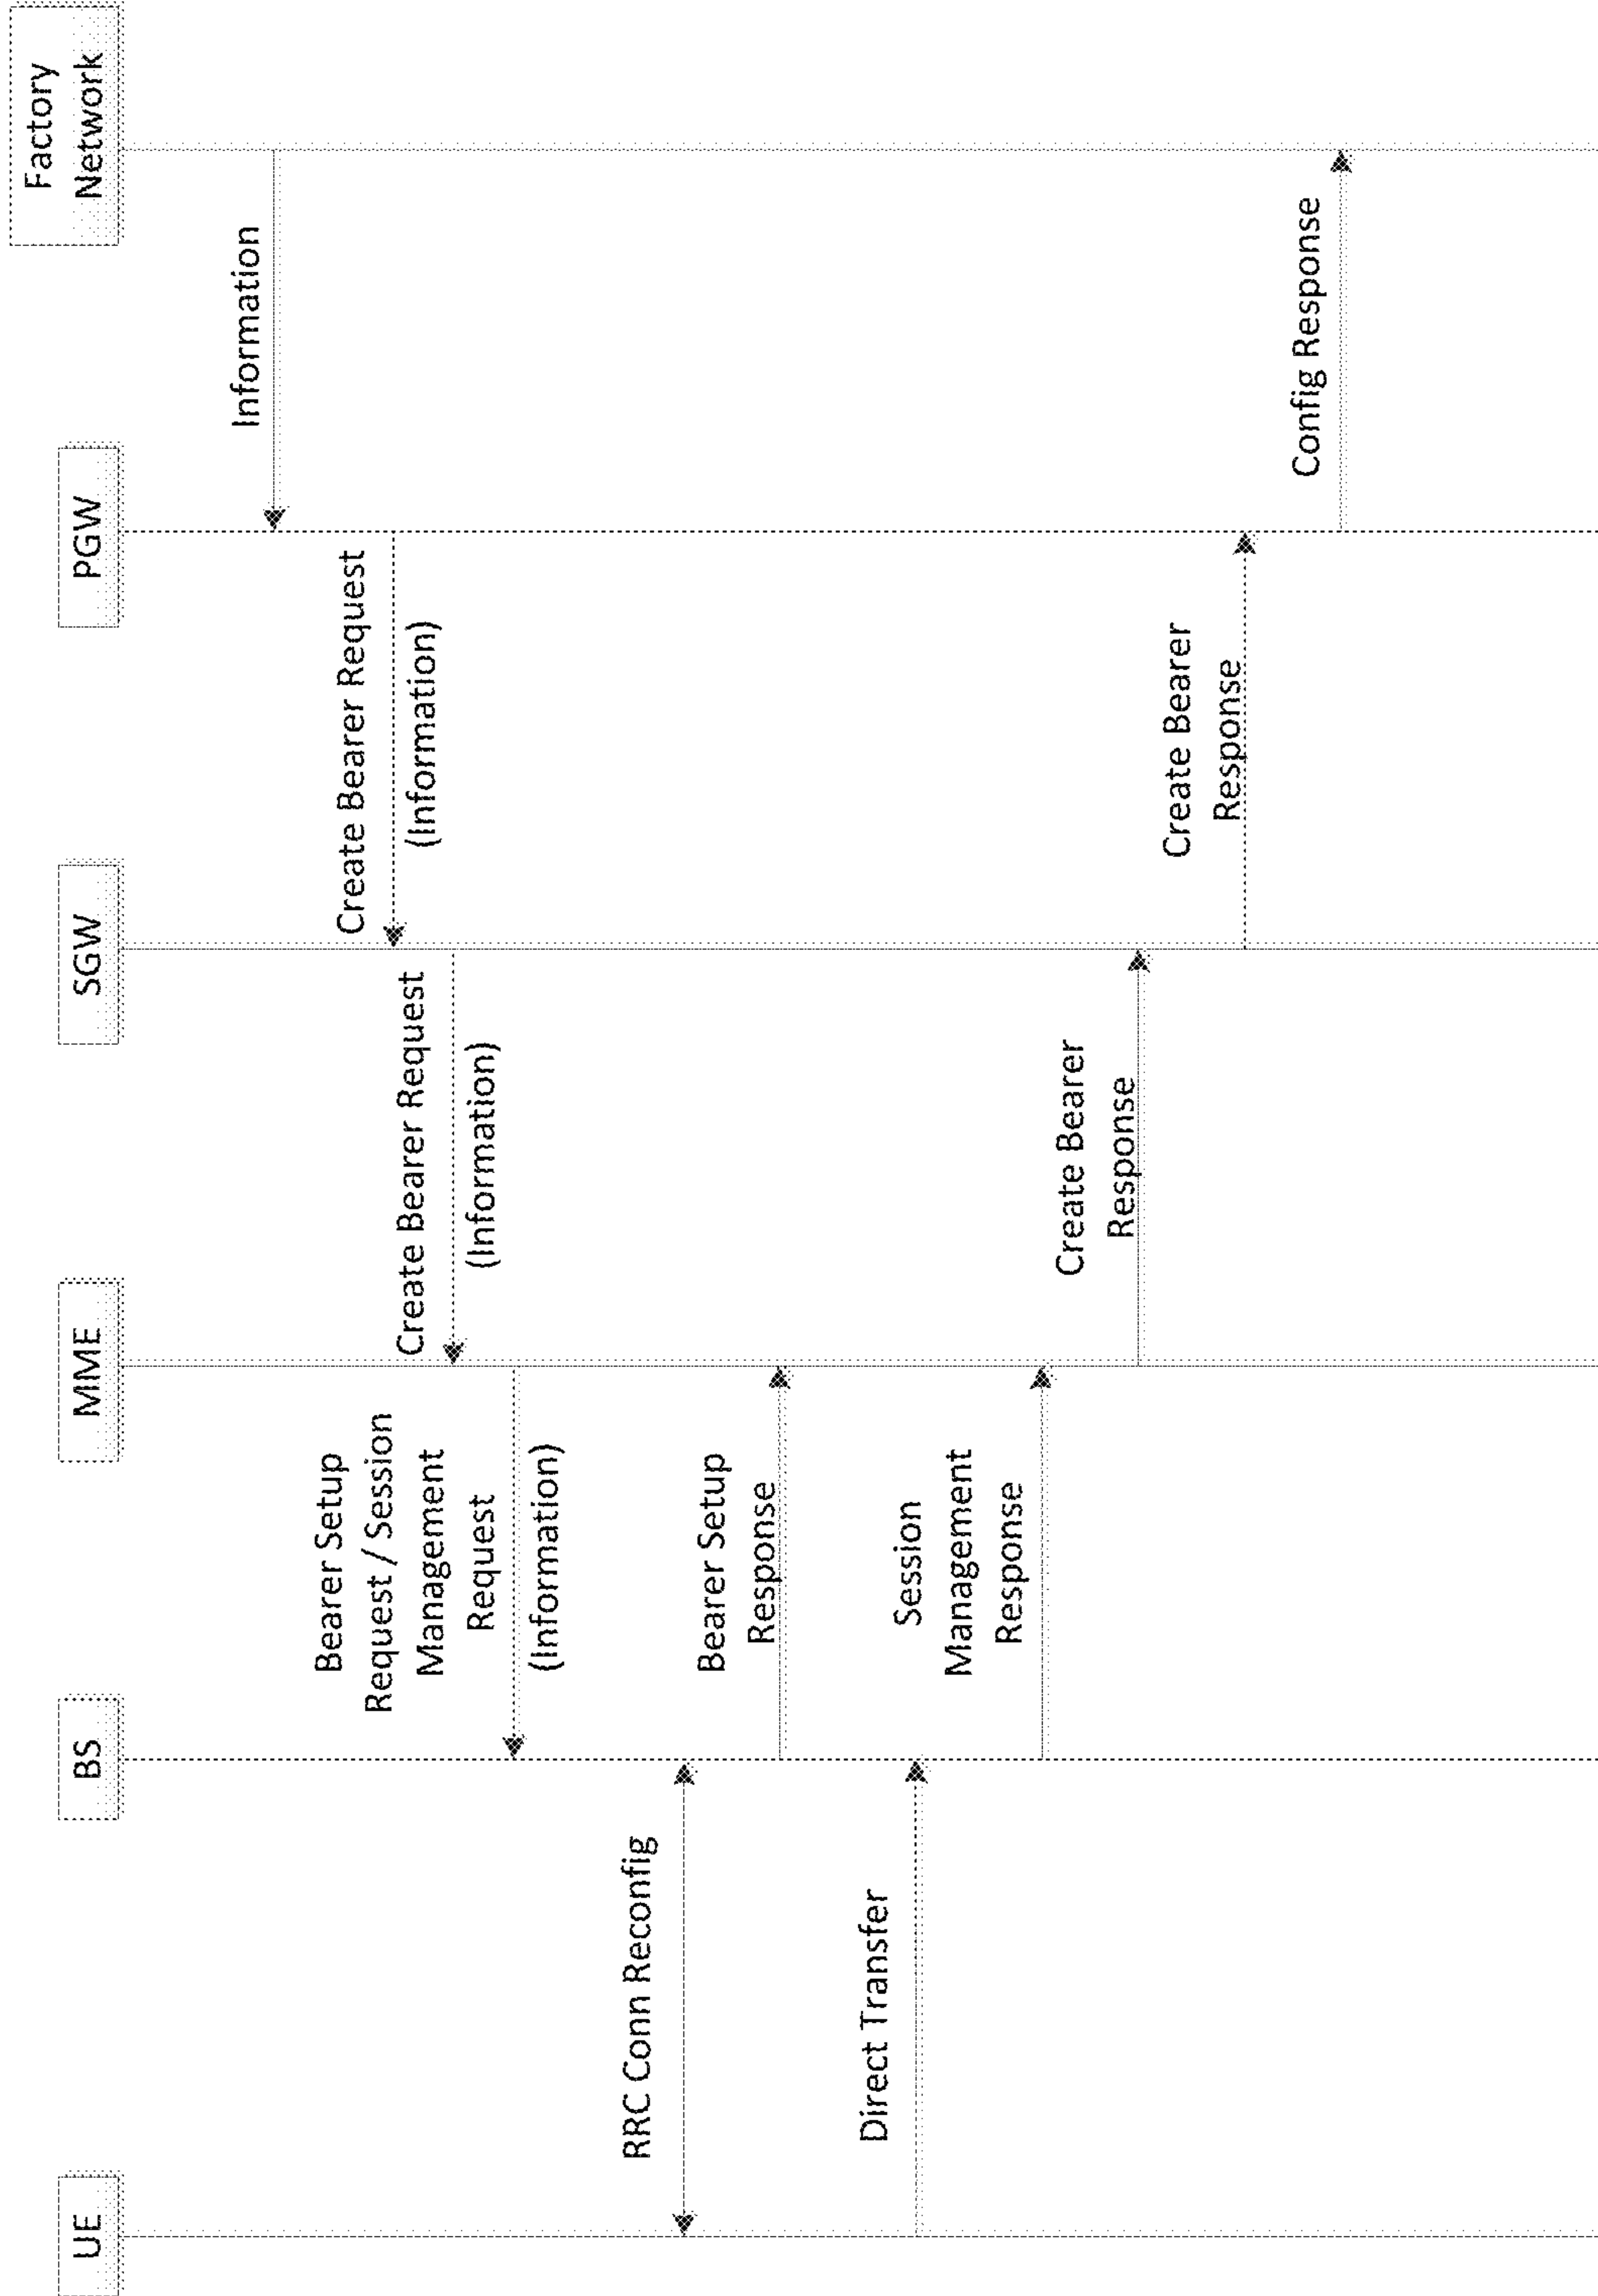 UE
BS
MME
SGW
PGW
Factory
Network
Information
Create Bearer Request
(Information)
Create Bearer Request
(Information)
Bearer Setup
Request / Session
Management
Request
(Information)
RRC Conn Reconfig
Bearer Setup
Response
Direct Transfer
Session
Management
Response
Create Bearer
Response
Create Bearer
Response
Config Response